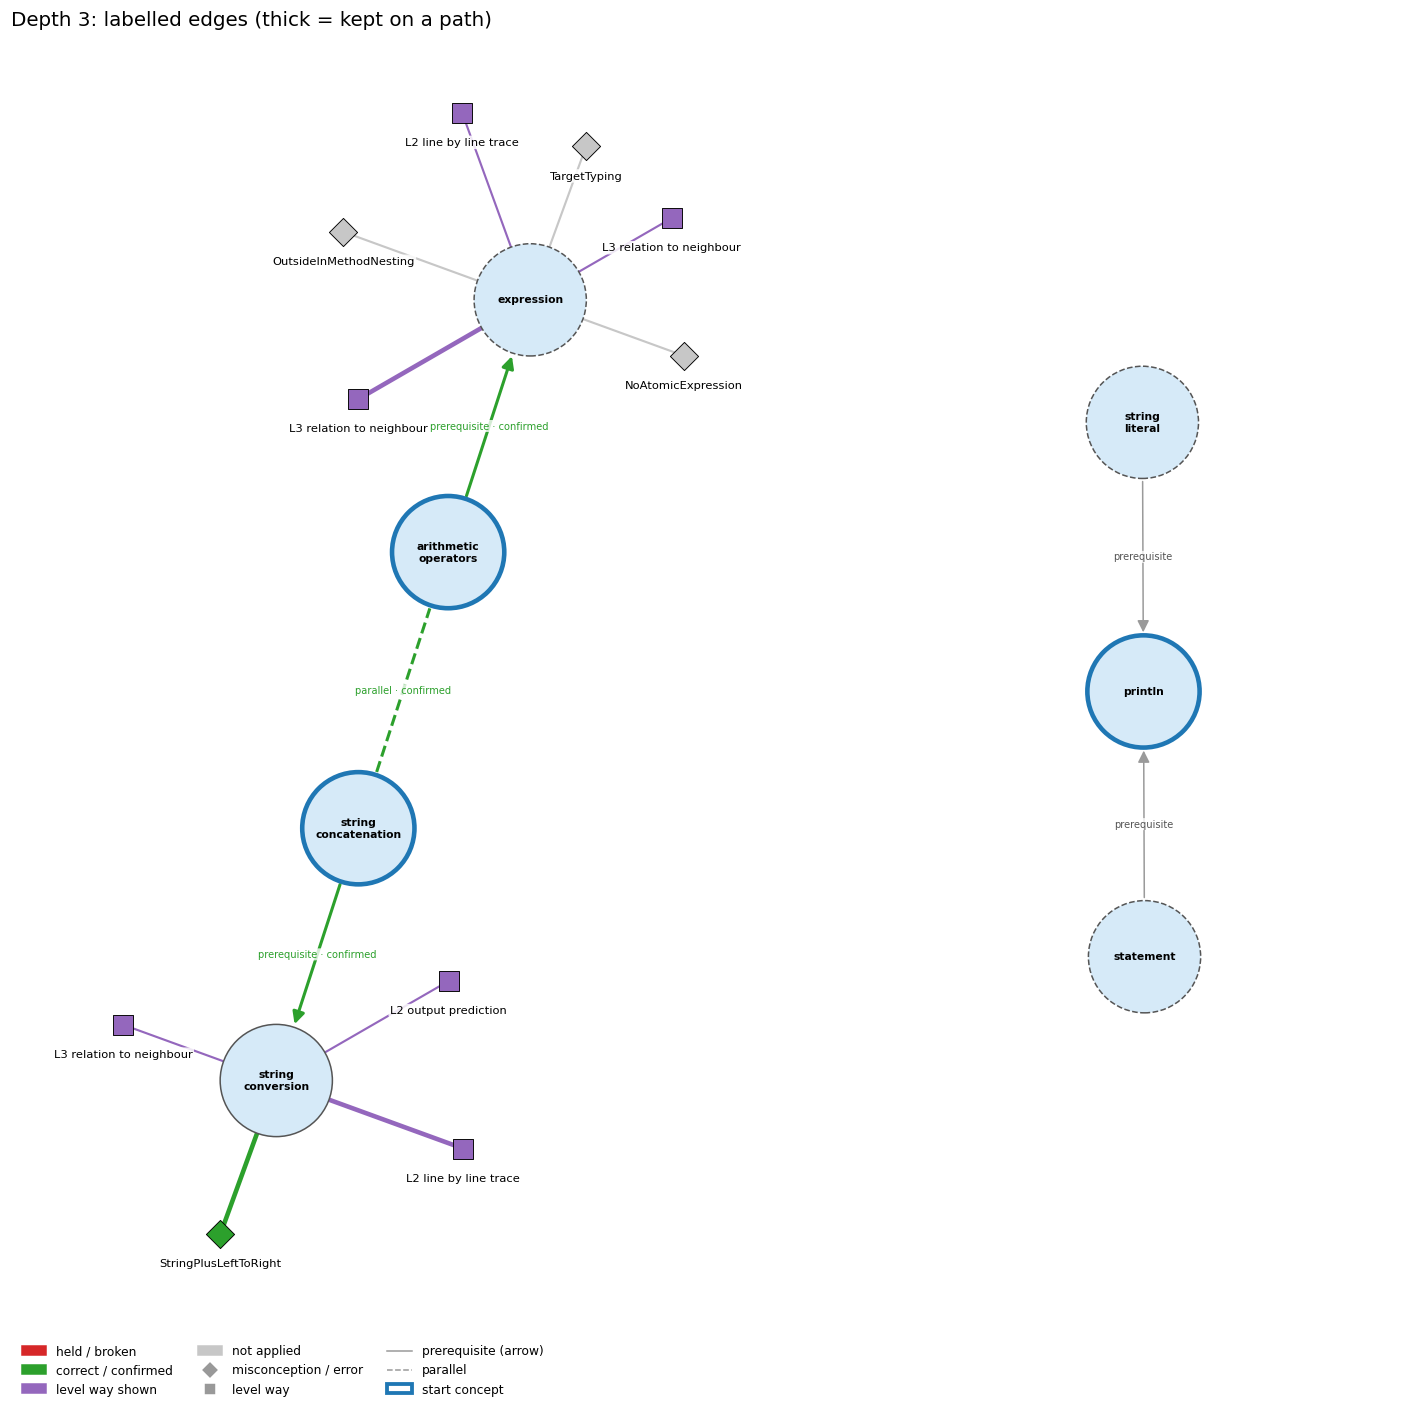 Depth 3: labelled edges (thick = kept on a path)
L2 line by line trace
TargetTyping
L3 relation to neighbour
OutsideInMethodNesting
expression
NoAtomicExpression
L3 relation to neighbour
prerequisite · confirmed
string
literal
arithmetic
operators
prerequisite
parallel · confirmed
println
string
concatenation
prerequisite
prerequisite · confirmed
statement
L2 output prediction
L3 relation to neighbour
string
conversion
L2 line by line trace
StringPlusLeftToRight
held / broken
correct / confirmed
level way shown
not applied
misconception / error
level way
prerequisite (arrow)
parallel
start concept